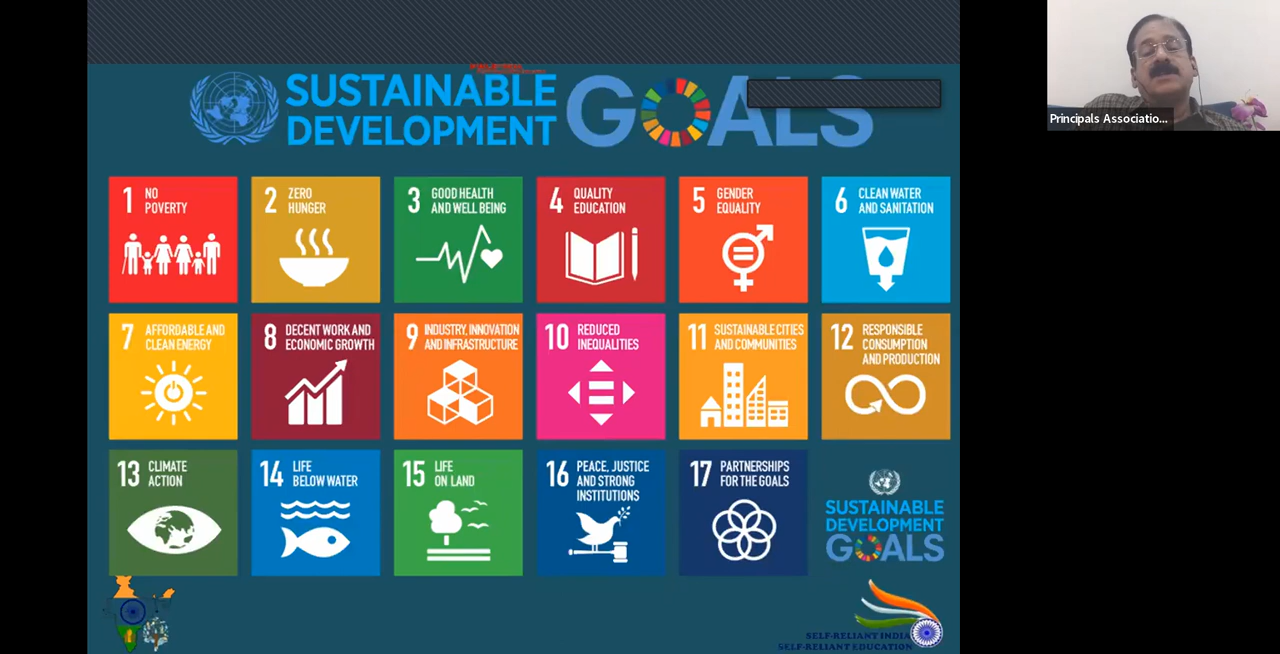 SUSTAINABLE
DEVELOPMENT
GOALS
1 NO
POVERTY
2 ZERO
HUNGER
3 GOOD HEALTH
AND WELL BEING
4 QUALITY
EDUCATION
5 GENDER
EQUALITY
6 CLEAN WATER
AND SANITATION
7 AFFORDABLE AND
CLEAN ENERGY
8 DECENT WORK AND
ECONOMIC GROWTH
9 INDUSTRY, INNOVATION
AND INFRASTRUCTURE
10 REDUCED
INEQUALITIES
11 SUSTAINABLE CITIES
AND COMMUNITIES
12 RESPONSIBLE
CONSUMPTION
AND PRODUCTION
13 CLIMATE
ACTION
14 LIFE
BELOW WATER
15 LIFE
ON LAND
16 PEACE, JUSTICE
AND STRONG
INSTITUTIONS
17 PARTNERSHIPS
FOR THE GOALS
SUSTAINABLE
DEVELOPMENT
GOALS
SELF-RELIANT INDIA
SELF-RELIANT EDUCATION
Principals Associatio...